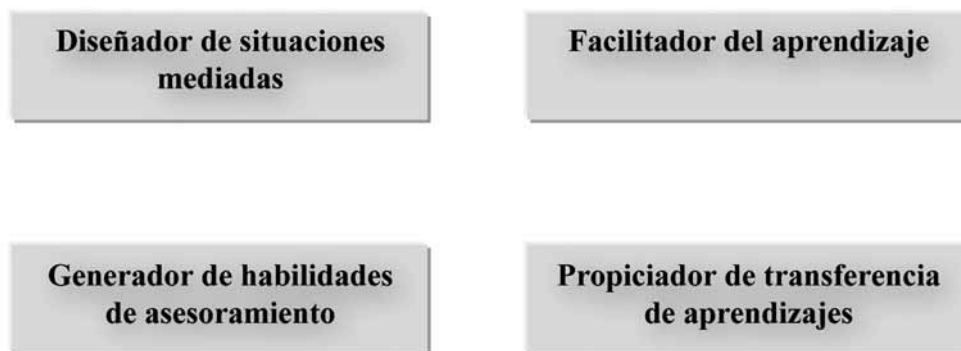 Diseñador de situaciones
mediadas
Facilitador del aprendizaje
Generador de habilidades
de asesoramiento
Propiciador de transferencia
de aprendizajes